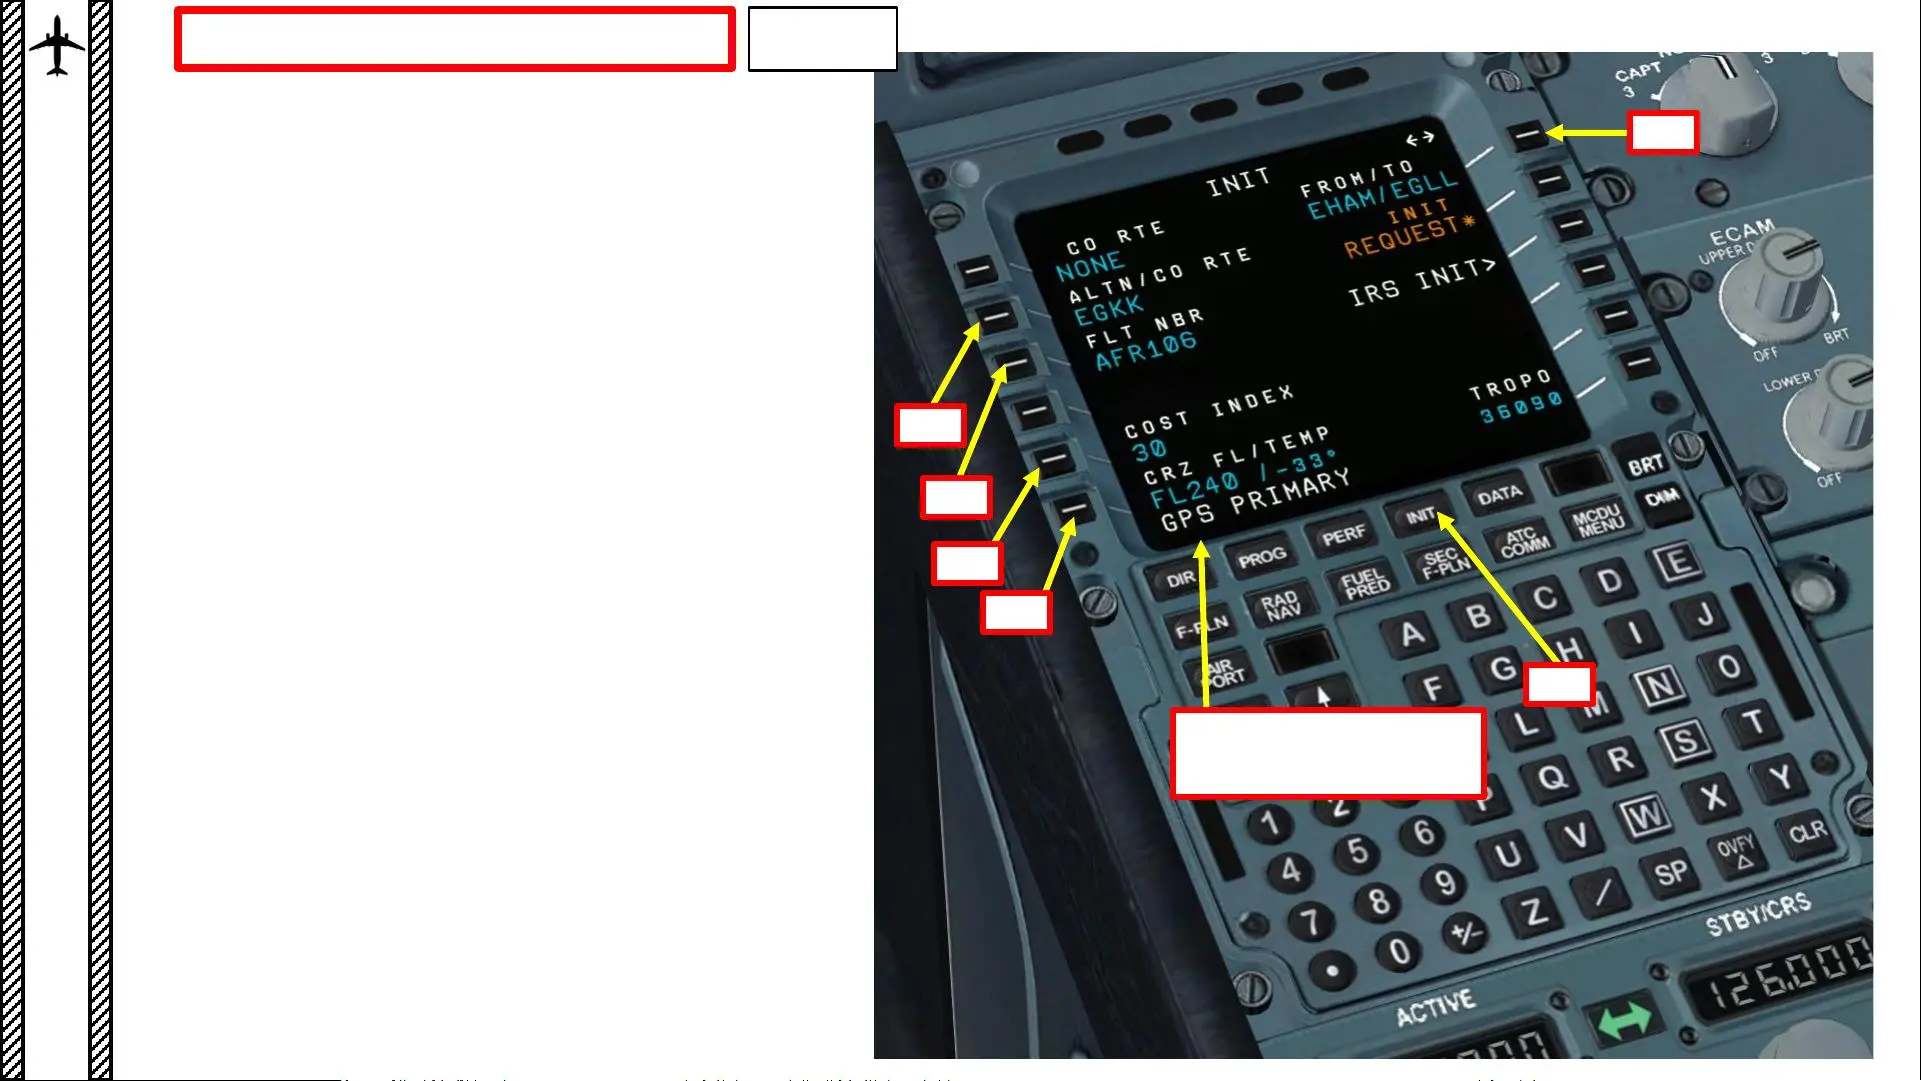 CAPT
3
3
ECAM
UPPER D
OFF
BRT
LOWER D
OFF
INIT
←→
FROM/TO
EHAM/EGLL
CO RTE
NONE
INIT
REQUEST*
ALTN/CO RTE
EGKK
IRS INIT>
FLT NBR
AFR106
COST INDEX
30
TROPO
36090
CRZ FL/TEMP
FL240 /-33°
GPS PRIMARY
BRT
DIM
DIR
PROG
PERF
INIT
DATA
F-PLN
RAD
NAV
FUEL
PRED
SEC
F-PLN
ATC
COMM
MCDU
MENU
AIR
PORT
A B C D E
F G H I J
L M N O
Q R S T
U V W X Y
Z / SP OVFY
△
CLR
1 2
4 5 6
7 8 9
. 0 +/-
STBY/CRS
126.000
ACTIVE